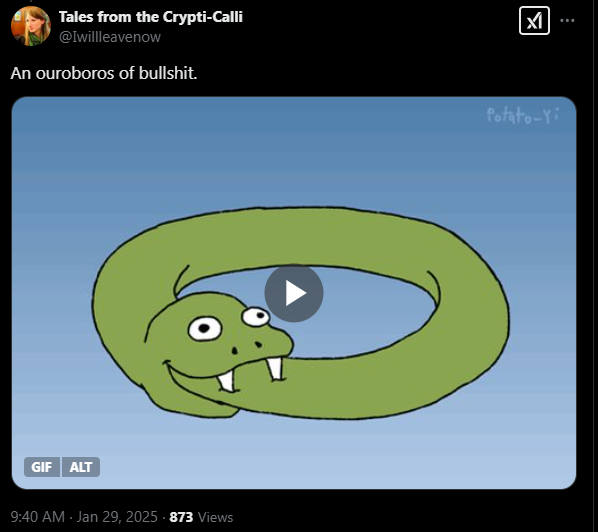 Tales from the Crypti-Calli
@Iwillleavenow
An ouroboros of bullshit.
Potato-Yi
GIF ALT
9:40 AM · Jan 29, 2025 · 873 Views